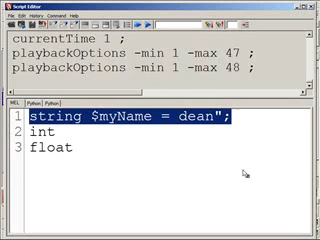 Script Editor
File Edit History Command Help
currentTime 1 ;
playbackOptions -min 1 -max 47 ;
playbackOptions -min 1 -max 48 ;
MEL Python Python
1 string $myName = dean";
2 int
3 float